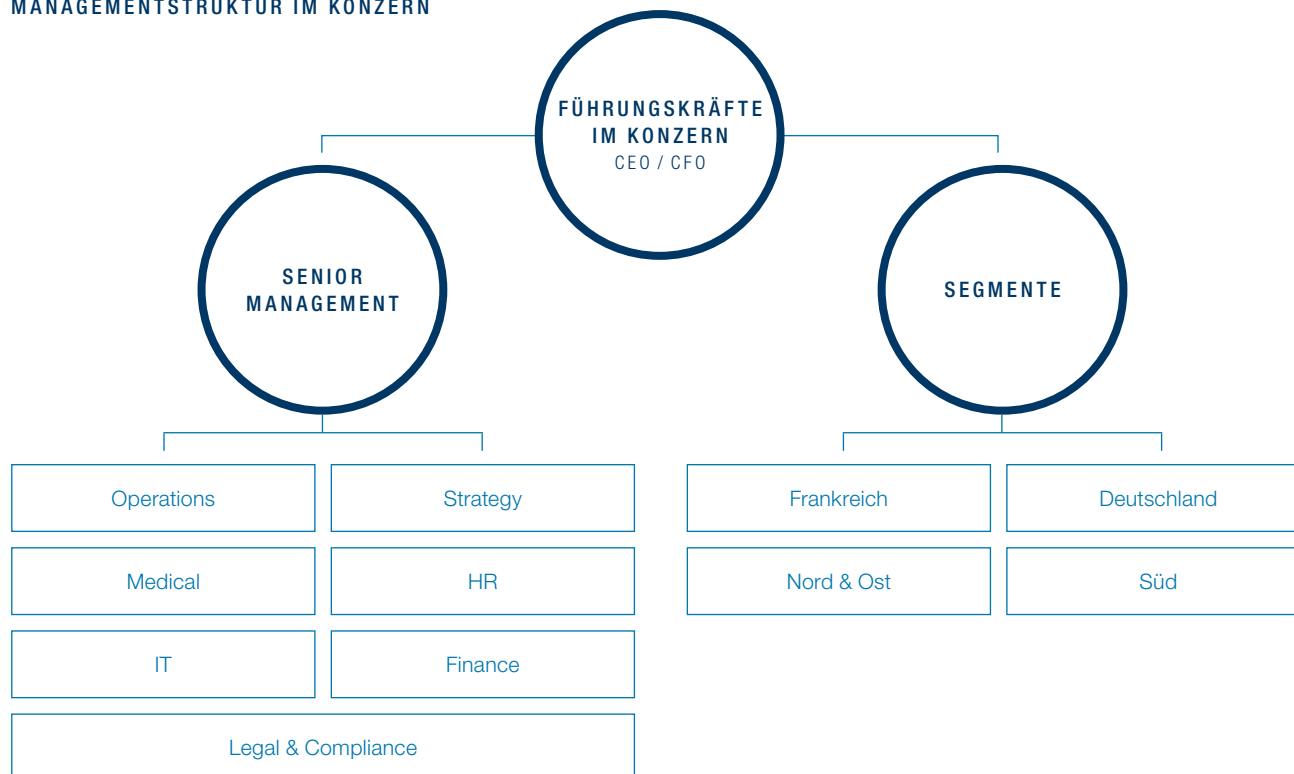 MANAGEMENTSTRUKTUR IM KONZERN
FÜHRUNGSKRÄFTE
IM KONZERN
CEO / CFO
SENIOR
MANAGEMENT
SEGMENTE
Operations
Strategy
Frankreich
Deutschland
Medical
HR
Nord & Ost
Süd
IT
Finance
Legal & Compliance